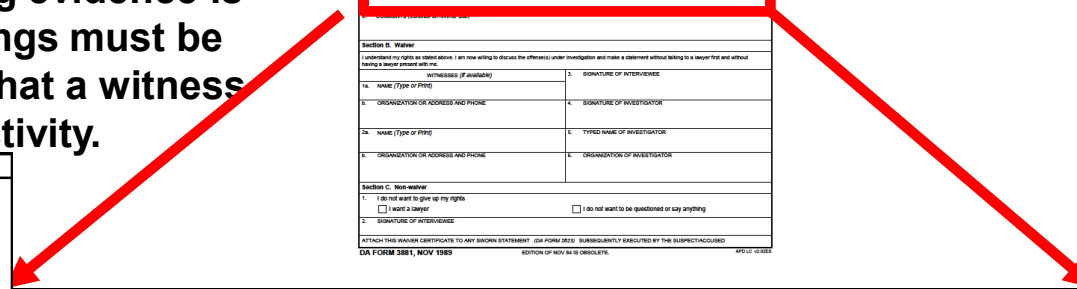 g evidence is
ngs must be
hat a witness
tivity.
Section B. Waiver
I understand my rights as stated above. I am now willing to discuss the offense(s) under investigation and make a statement without talking to a lawyer first and without
having a lawyer present with me.
WITNESSES (If available)
3. SIGNATURE OF INTERVIEWEE
1a. NAME (Type or Print)
b. ORGANIZATION OR ADDRESS AND PHONE
4. SIGNATURE OF INVESTIGATOR
2a. NAME (Type or Print)
5. TYPED NAME OF INVESTIGATOR
b. ORGANIZATION OR ADDRESS AND PHONE
6. ORGANIZATION OF INVESTIGATOR
Section C. Non-waiver
1. I do not want to give up my rights
I want a lawyer
I do not want to be questioned or say anything
2. SIGNATURE OF INTERVIEWEE
ATTACH THIS WAIVER CERTIFICATE TO ANY SWORN STATEMENT (DA FORM 2823) SUBSEQUENTLY EXECUTED BY THE SUSPECT/ACCUSED
DA FORM 3881, NOV 1989 EDITION OF NOV 84 IS OBSOLETE. APD LC v2.02ES